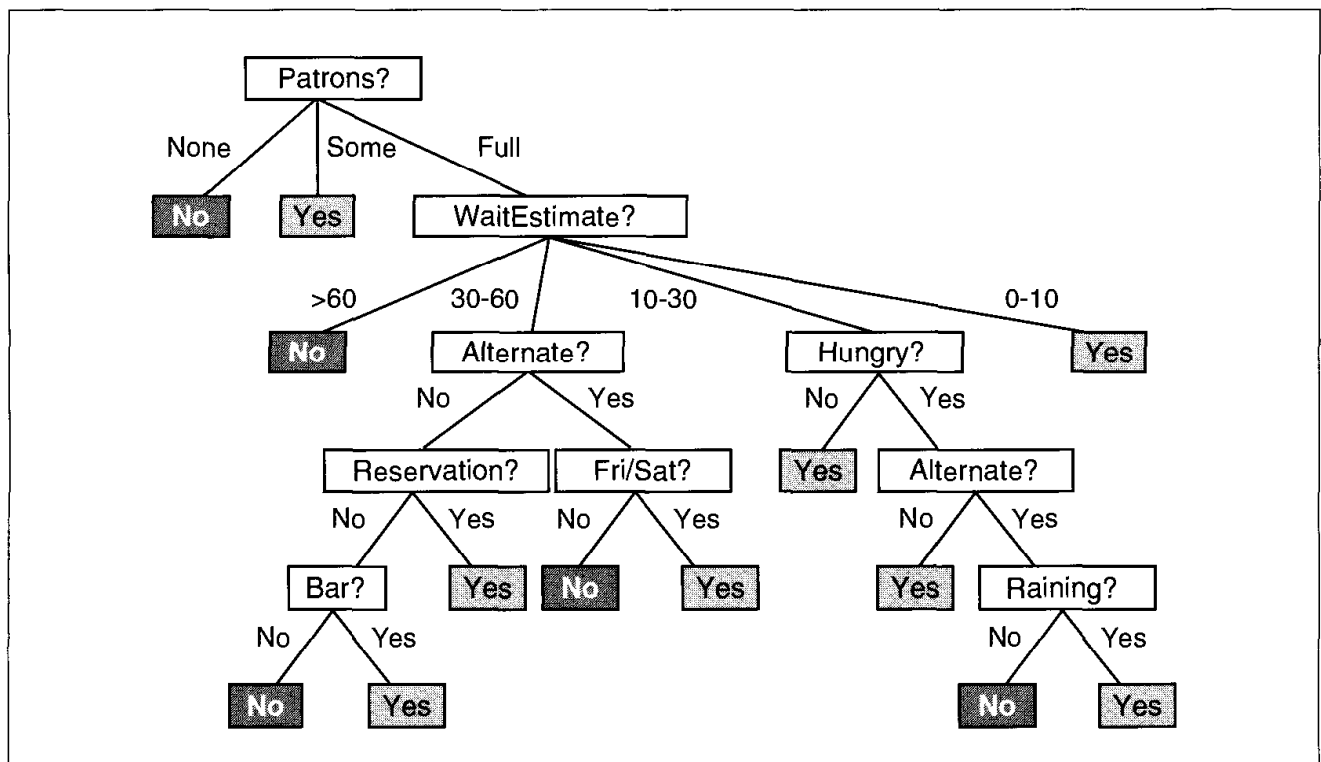 Patrons?
None Some Full
No Yes WaitEstimate?
>60 30-60 10-30 0-10
No Alternate? Hungry? Yes
No Yes No Yes
Reservation? Fri/Sat? Yes Alternate?
No Yes No Yes No Yes
Bar? Yes No Yes Yes Raining?
No Yes No Yes
No Yes No Yes